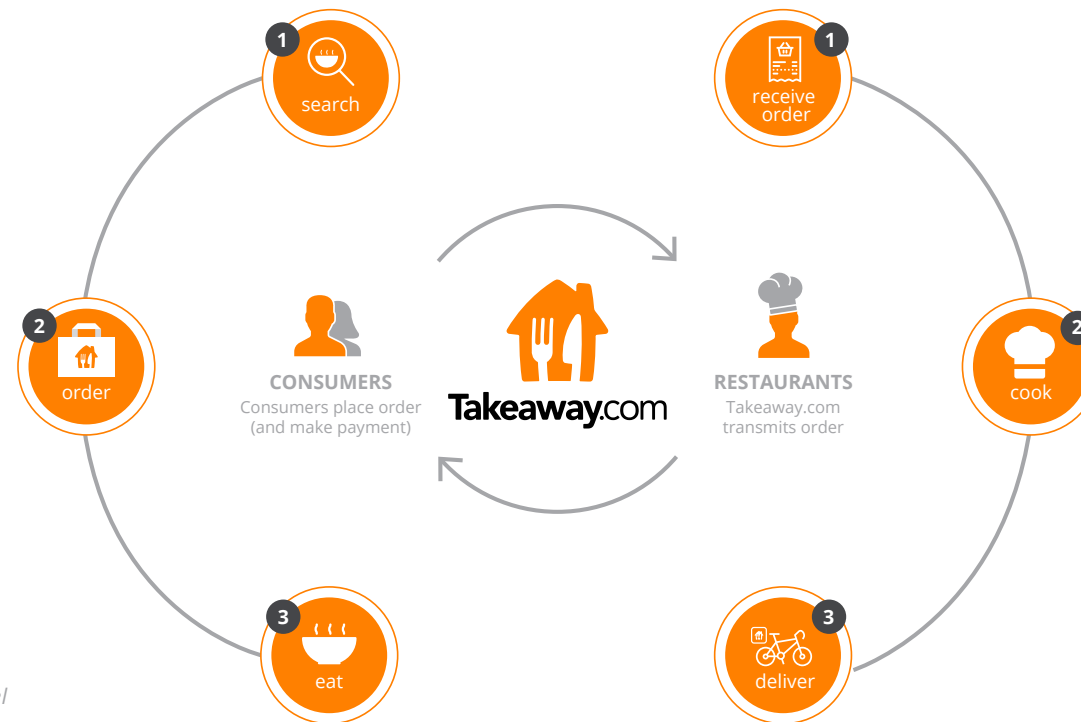 1
search
2
order
3
eat
CONSUMERS
Consumers place order
(and make payment)
Takeaway.com
RESTAURANTS
Takeaway.com
transmits order
1
receive
order
2
cook
3
deliver